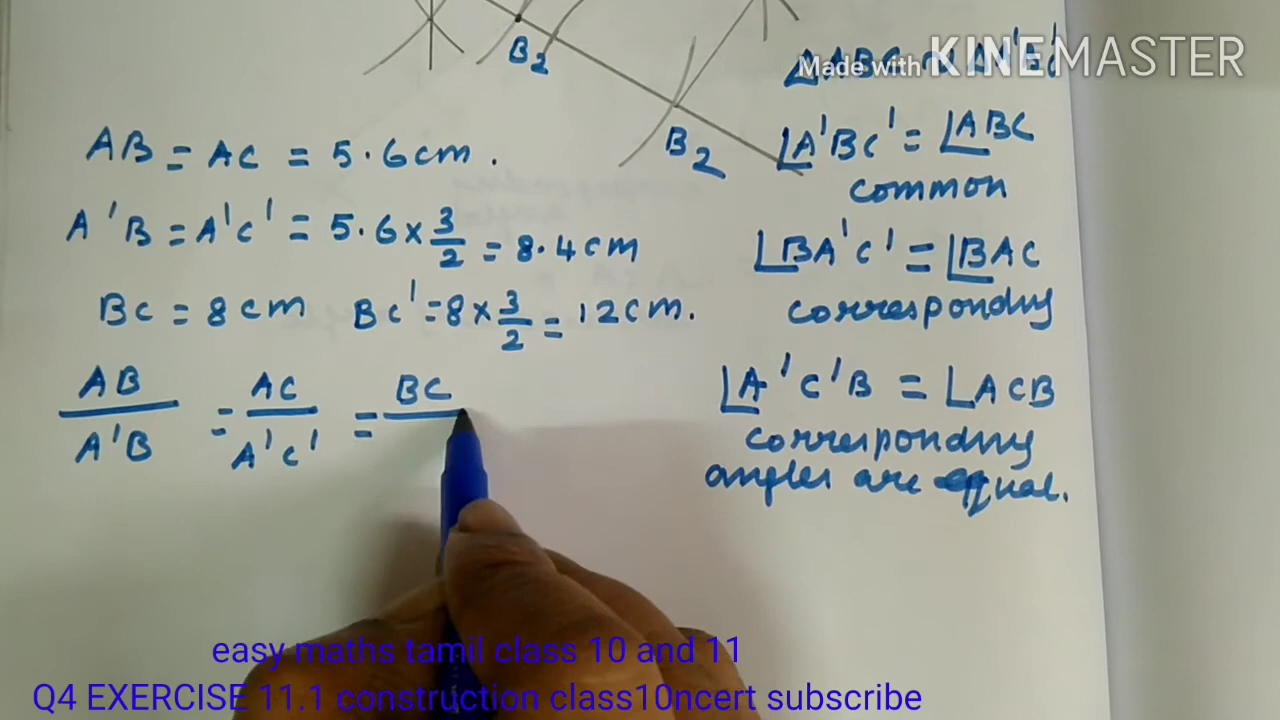 B2
B2
Made with KINEMASTER
ΔABC ~
AB = AC = 5.6cm.
A'B = A'C' = 5.6 × 3/2 = 8.4cm
BC = 8cm BC' = 8 × 3/2 = 12cm.
AB/A'B = AC/A'C' = BC
∠A'BC' = ∠ABC
common
∠BA'C' = ∠BAC
corresponding
∠A'C'B = ∠ACB
corresponding
angles are equal.
easy maths tamil class 10 and 11
Q4 EXERCISE 11.1 construction class10ncert subscribe